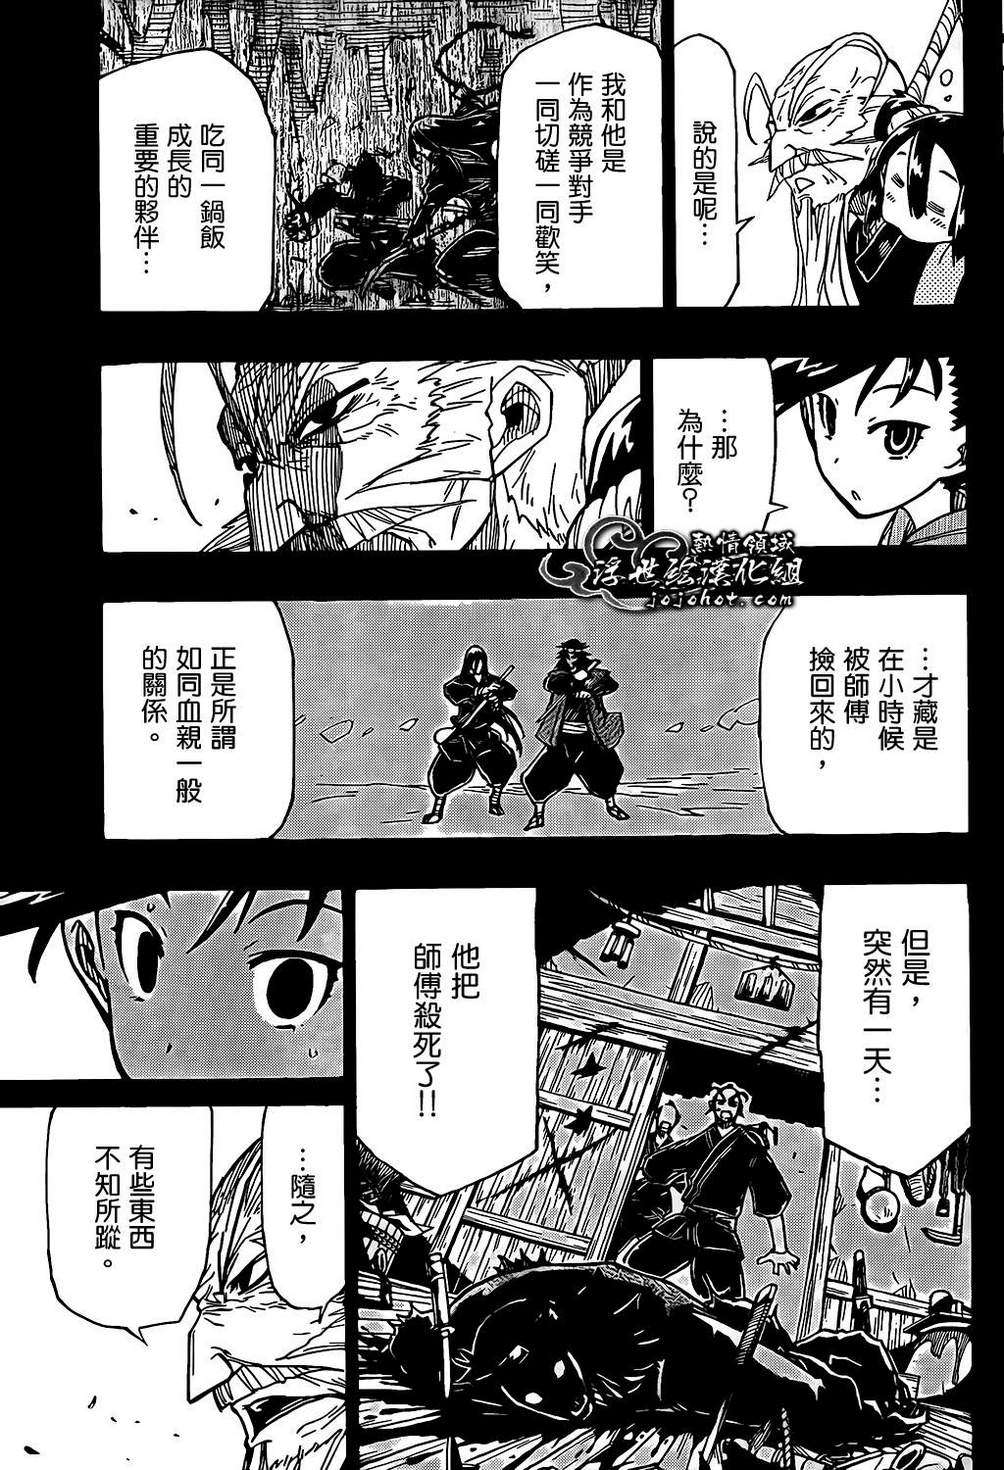 說的是呢…
我和他是
作為競爭對手
一同切磋一同歡笑，
吃同一鍋飯
成長的
重要的夥伴…
…那
為什麼？
熱情領域
浮世绘漢化組
jojohot.com
…才藏是
在小時候
被師傅
撿回來的，
正是所謂
如同血親一般
的關係。
但是，
突然有一天…
他把
師傅殺死了!!
…隨之，
有些東西
不知所蹤。